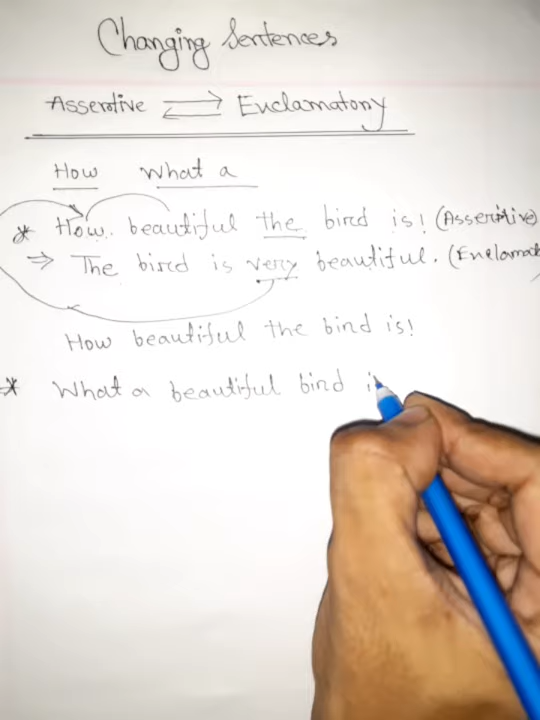 Changing Sentences
Asserotive ⇄ Exclamatory
How What a
* How beautiful the bird is! (Assertive)
⇒ The bird is very beautiful. (Exclamat
How beautiful the bird is!
* What a beautiful bird i